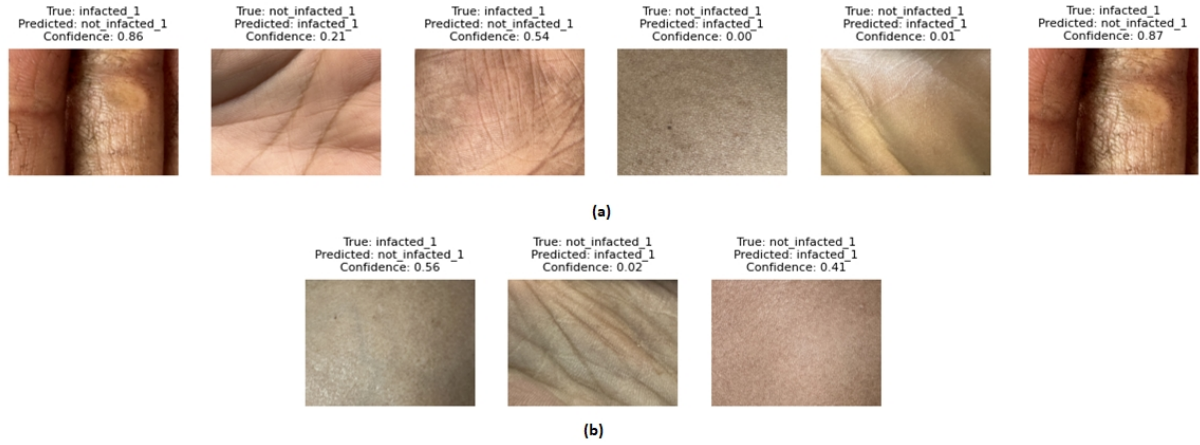 True: infacted_1
Predicted: not_infacted_1
Confidence: 0.86
True: not_infacted_1
Predicted: infacted_1
Confidence: 0.21
True: infacted_1
Predicted: not_infacted_1
Confidence: 0.54
True: not_infacted_1
Predicted: infacted_1
Confidence: 0.00
True: not_infacted_1
Predicted: infacted_1
Confidence: 0.01
True: infacted_1
Predicted: not_infacted_1
Confidence: 0.87
(a)
True: infacted_1
Predicted: not_infacted_1
Confidence: 0.56
True: not_infacted_1
Predicted: infacted_1
Confidence: 0.02
True: not_infacted_1
Predicted: infacted_1
Confidence: 0.41
(b)